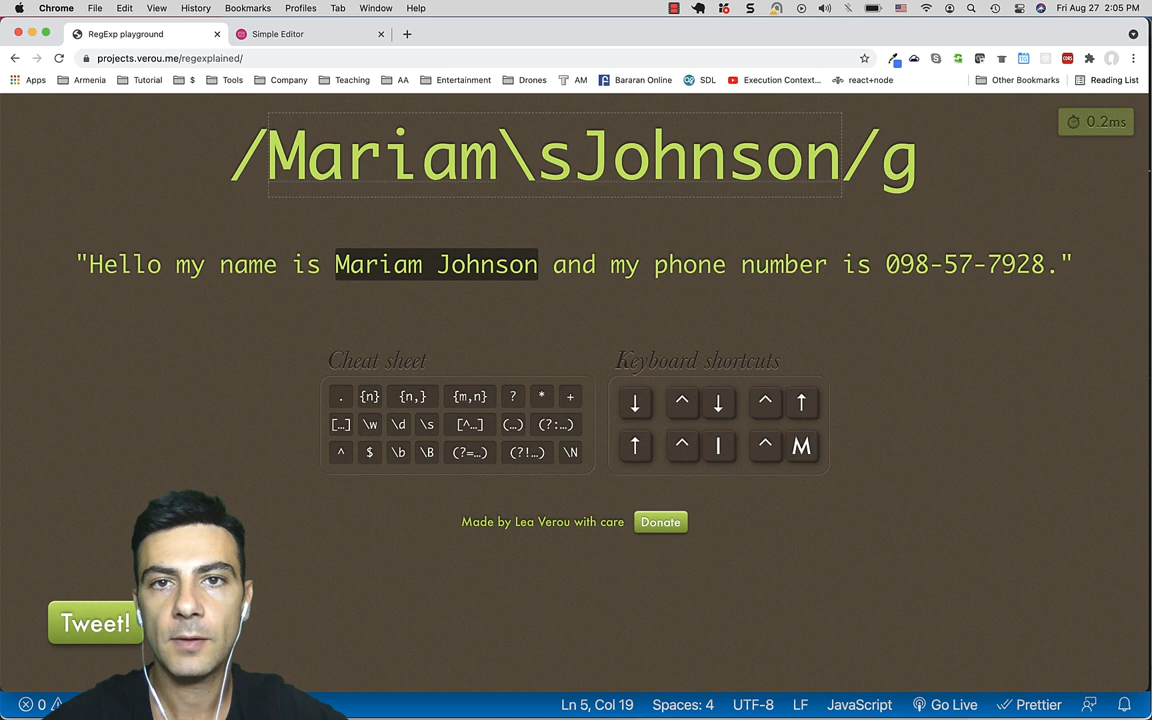 Chrome File Edit View History Bookmarks Profiles Tab Window Help Fri Aug 27 2:05 PM
RegExp playground Simple Editor
projects.verou.me/regexplained/
Apps Armenia Tutorial $ Tools Company Teaching AA Entertainment Drones AM Bararan Online SDL Execution Context... react+node Other Bookmarks Reading List
0.2ms
/Mariam\sJohnson/g
"Hello my name is Mariam Johnson and my phone number is 098-57-7928."
Cheat sheet Keyboard shortcuts
. {n} {n,} {m,n} ? * + ↓ ^ ↓ ^ ↑
[…] \w \d \s [^…] (…) (?:…)
^ $ \b \B (?=…) (?!…) \N ↑ ^ I ^ M
Made by Lea Verou with care Donate
Tweet!
0 Ln 5, Col 19 Spaces: 4 UTF-8 LF JavaScript Go Live Prettier